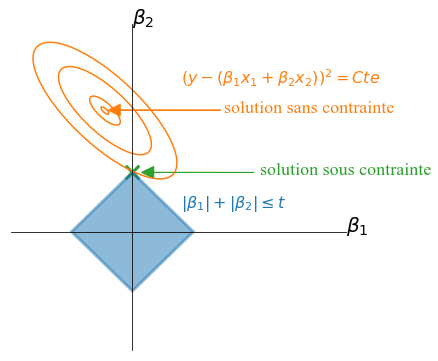 β₂
(y − (β₁x₁ + β₂x₂))² = Cte
solution sans contrainte
solution sous contrainte
|β₁| + |β₂| ≤ t
β₁